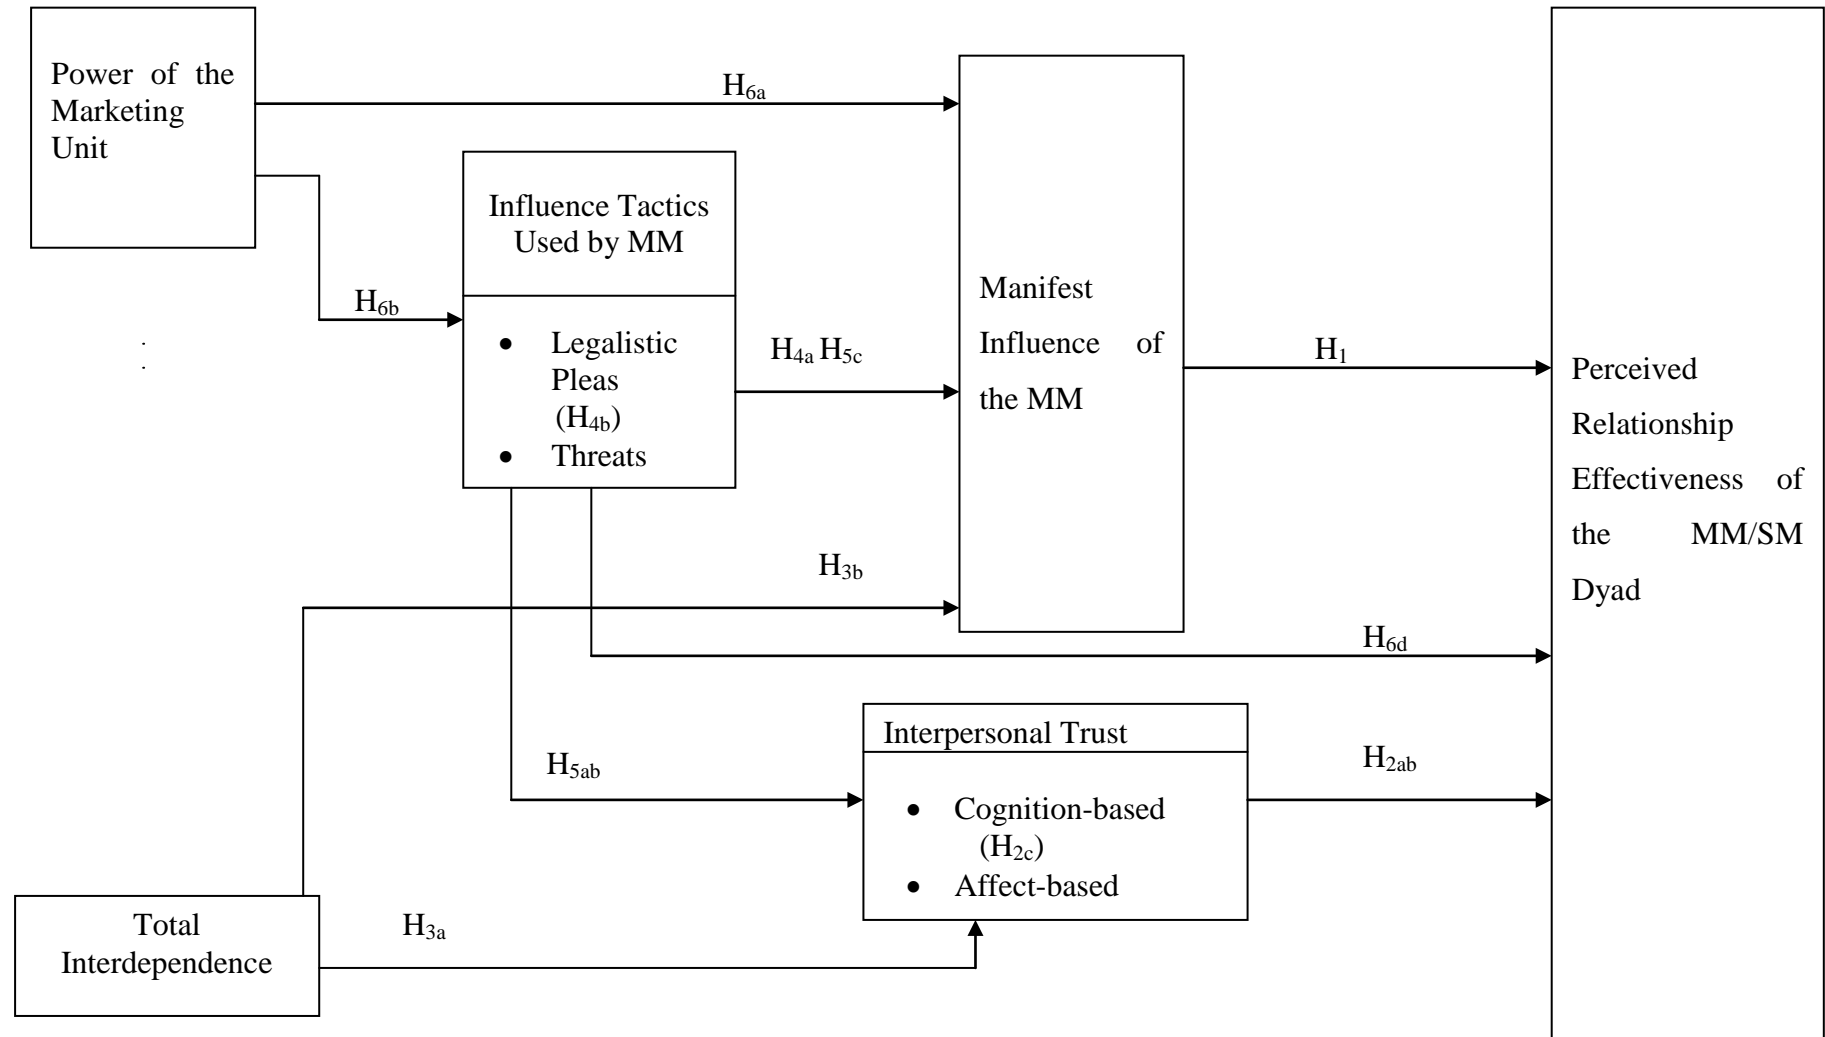 Power of the
Marketing
Unit
H6a
Influence Tactics
Used by MM
H6b
• Legalistic
Pleas
(H4b)
• Threats
H4a H5c
Manifest
Influence of
the MM
H1
Perceived
Relationship
Effectiveness of
the MM/SM
Dyad
H3b
H6d
Interpersonal Trust
H5ab
• Cognition-based
(H2c)
• Affect-based
H2ab
Total
Interdependence
H3a